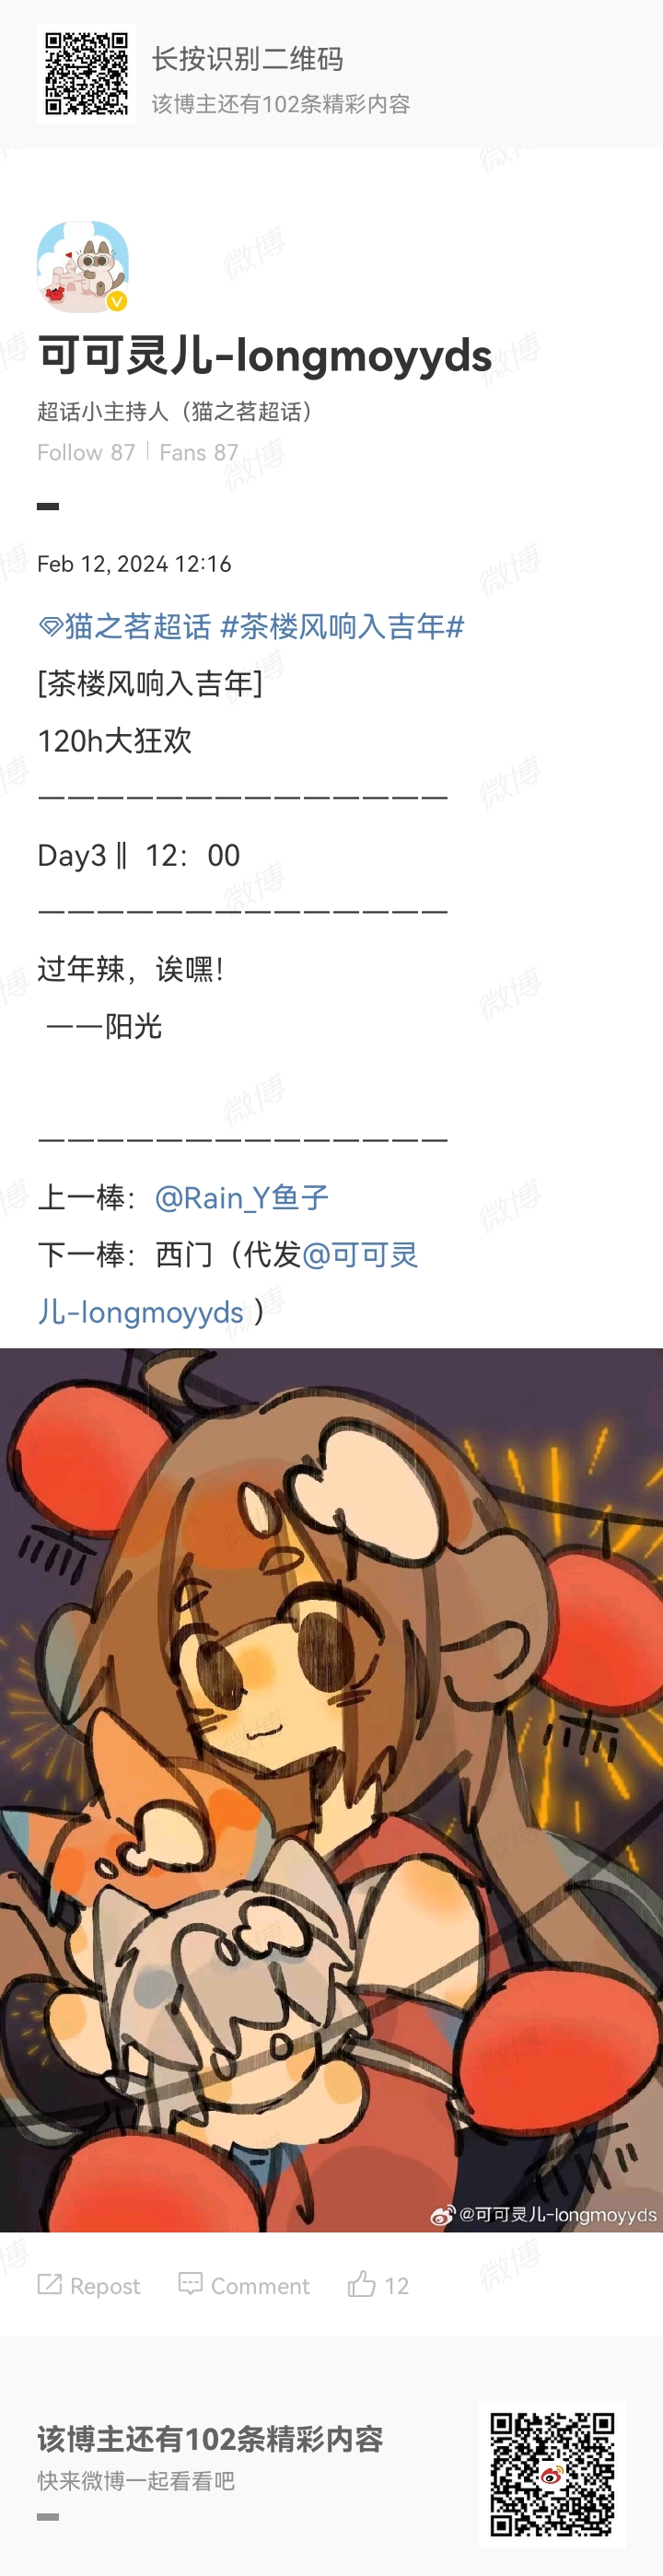 长按识别二维码
该博主还有102条精彩内容
可可灵儿-longmoyyds
超话小主持人（猫之茗超话）
Follow 87 | Fans 87
Feb 12, 2024 12:16
猫之茗超话 #茶楼风响入吉年#
[茶楼风响入吉年]
120h大狂欢
——————————————
Day3‖ 12：00
——————————————
过年辣，诶嘿！
——阳光
——————————————
上一棒：@Rain_Y鱼子
下一棒：西门（代发@可可灵
儿-longmoyyds ）
@可可灵儿-longmoyyds
Repost Comment 12
该博主还有102条精彩内容
快来微博一起看看吧
微博